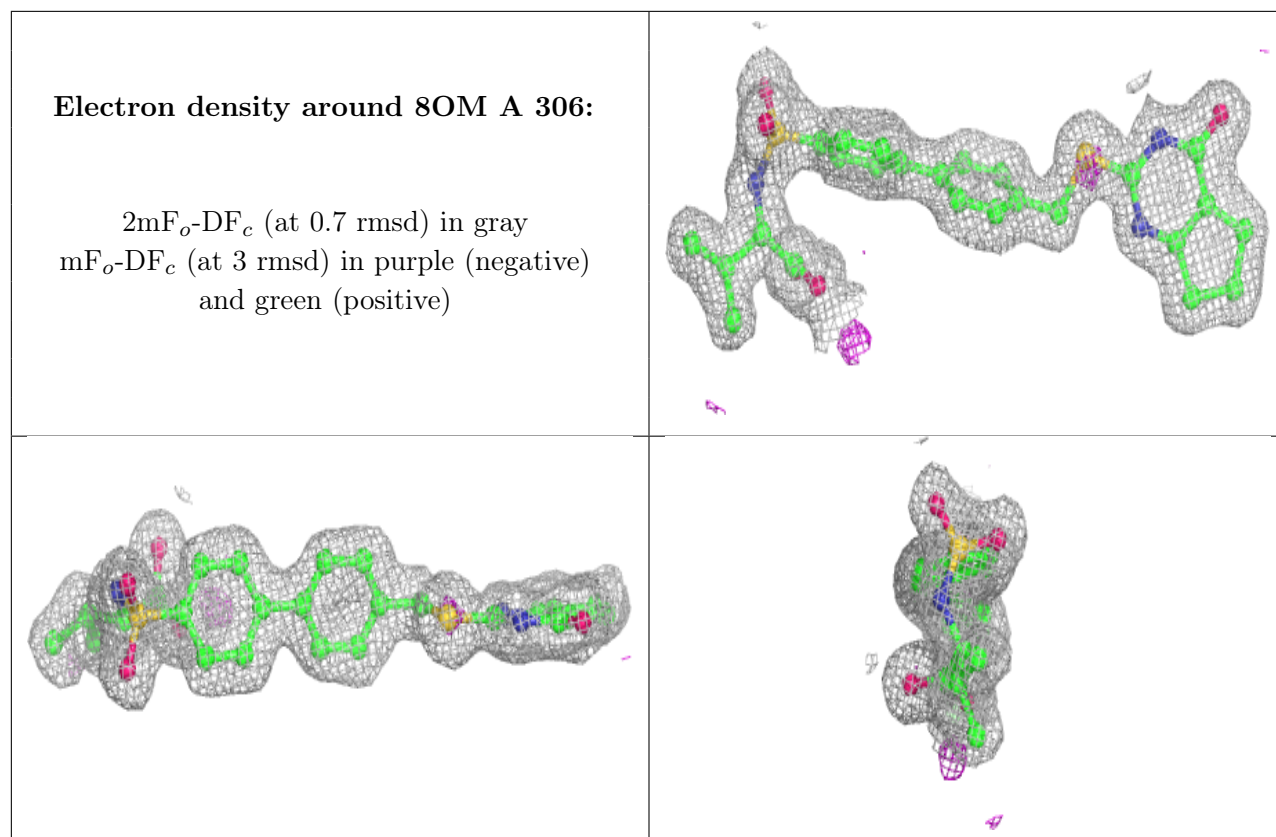 Electron density around 8OM A 306:
2mFo-DFc (at 0.7 rmsd) in gray
mFo-DFc (at 3 rmsd) in purple (negative)
and green (positive)